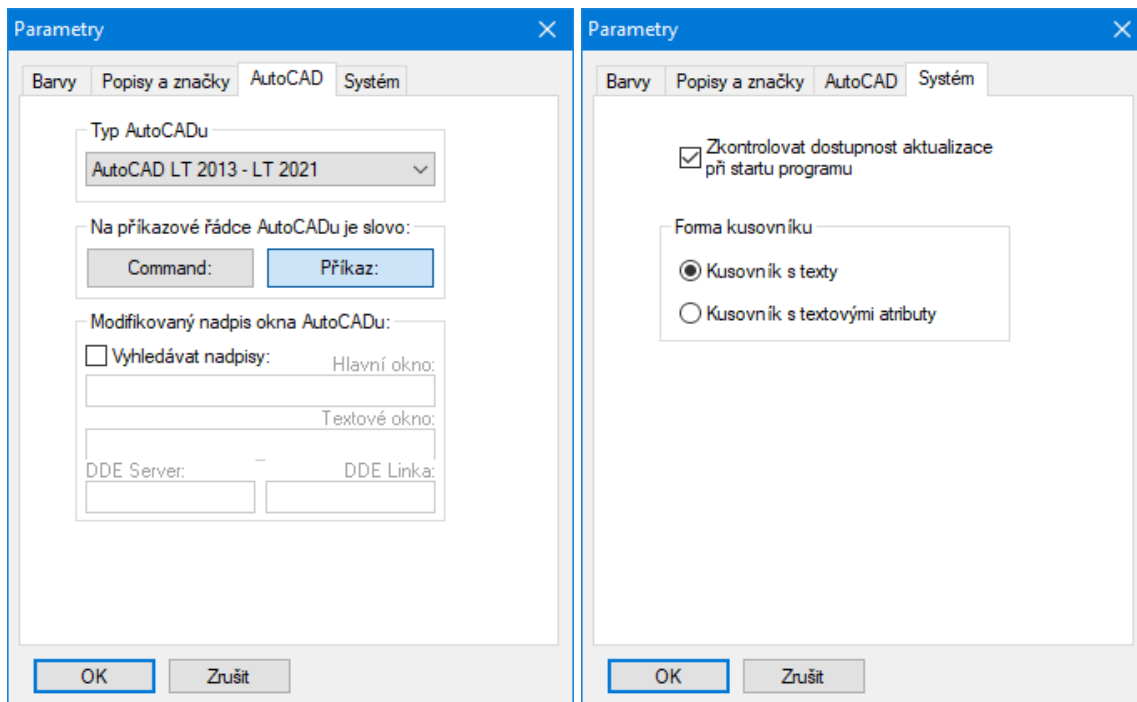 Parametry
Barvy Popisy a značky AutoCAD Systém
Typ AutoCADu
AutoCAD LT 2013 - LT 2021
Na příkazové řádce AutoCADu je slovo:
Command: Příkaz:
Modifikovaný nadpis okna AutoCADu:
Vyhledávat nadpisy:
Hlavní okno:
Textové okno:
DDE Server: DDE Linka:
OK Zrušit
Parametry
Barvy Popisy a značky AutoCAD Systém
Zkontrolovat dostupnost aktualizace
při startu programu
Forma kusovníku
Kusovník s texty
Kusovník s textovými atributy
OK Zrušit